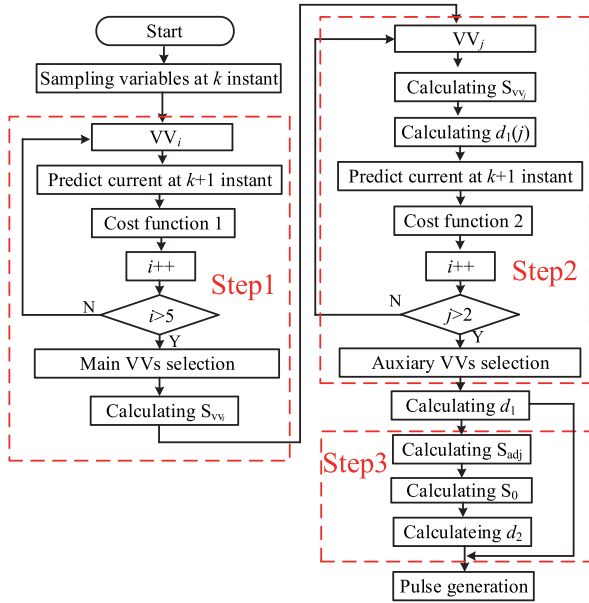 Start
Sampling variables at k instant
VVi
Predict current at k+1 instant
Cost function 1
i++
Step1
N
i>5
Y
Main VVs selection
Calculating Svvi
VVj
Calculating Svvj
Calculating d1(j)
Predict current at k+1 instant
Cost function 2
i++
Step2
N
j>2
Y
Auxiary VVs selection
Calculating d1
Step3
Calculating Sadj
Calculating S0
Calculateing d2
Pulse generation